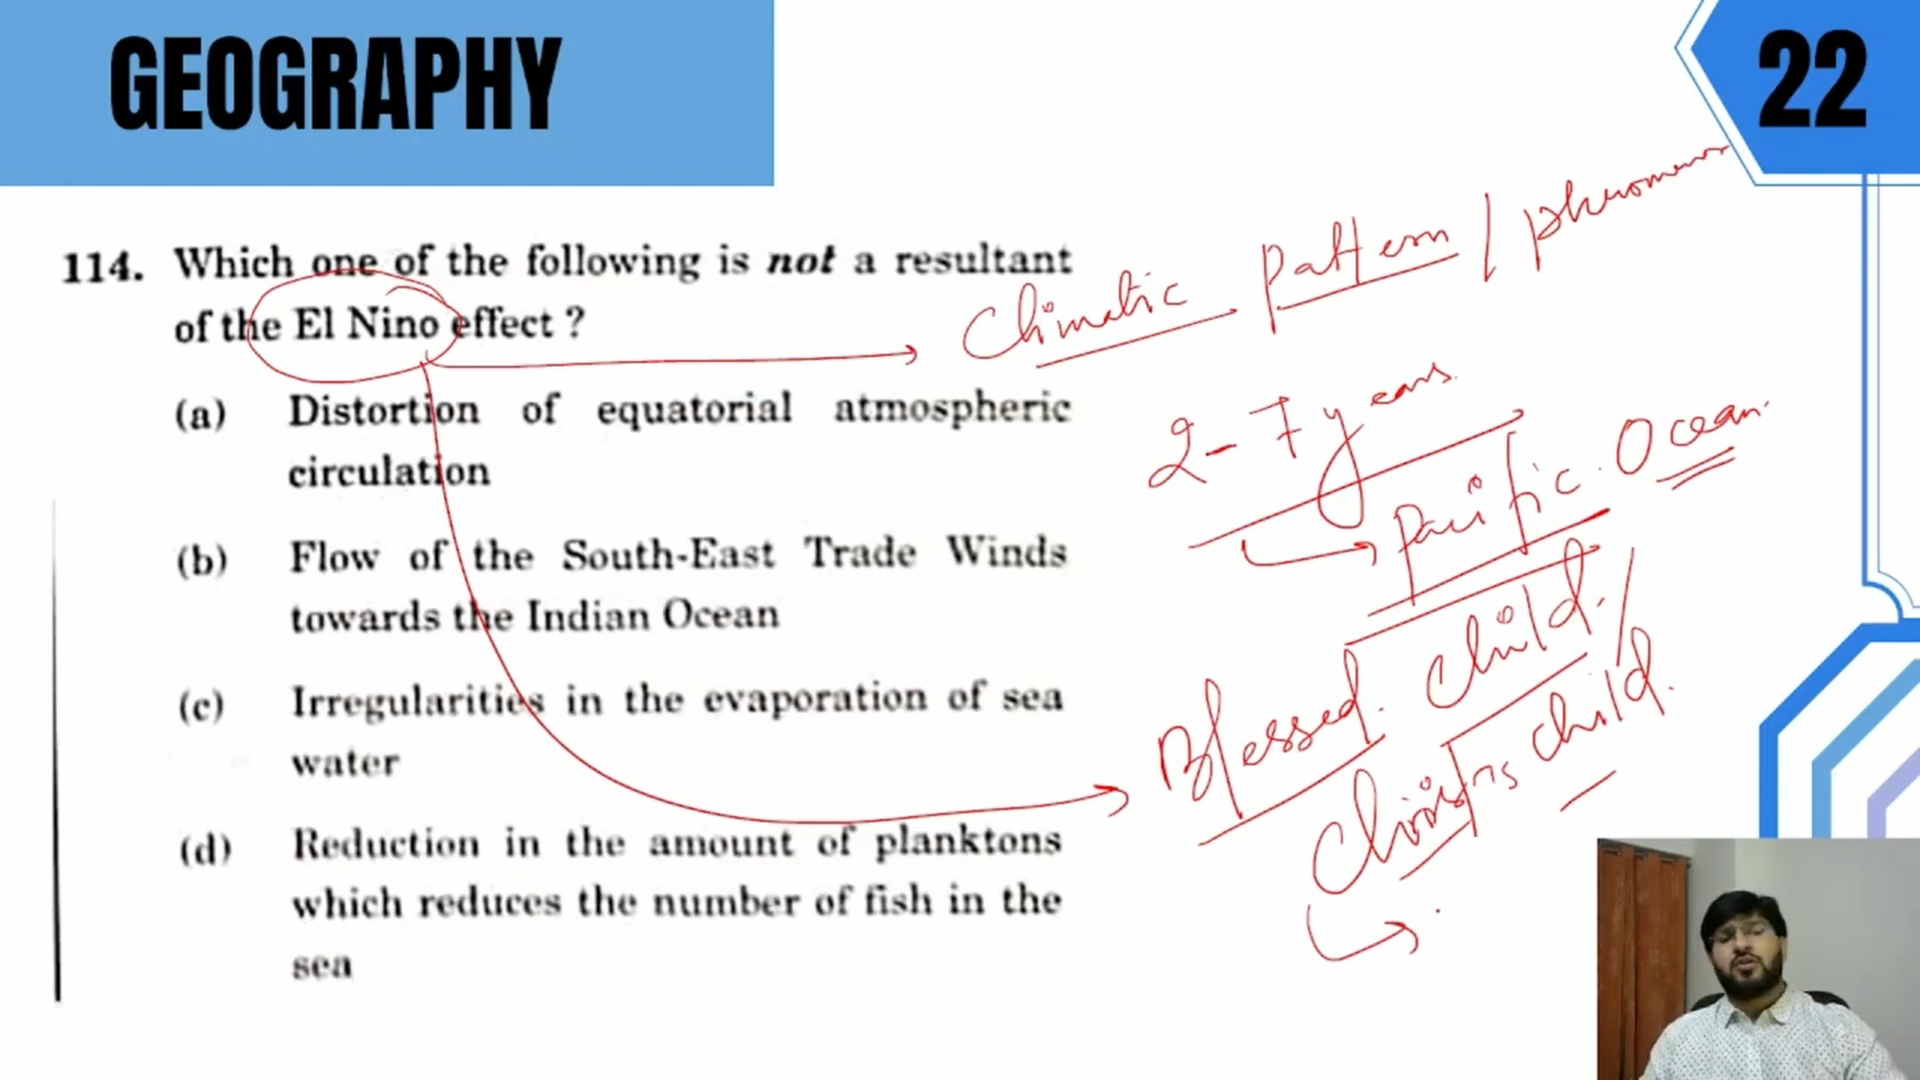 GEOGRAPHY
22
114. Which one of the following is not a resultant
of the El Nino effect ?
(a) Distortion of equatorial atmospheric
circulation
(b) Flow of the South-East Trade Winds
towards the Indian Ocean
(c) Irregularities in the evaporation of sea
water
(d) Reduction in the amount of planktons
which reduces the number of fish in the
sea
Climatic Pattern /
2-7 years
Pacific Ocean.
Blessed child. /
child.